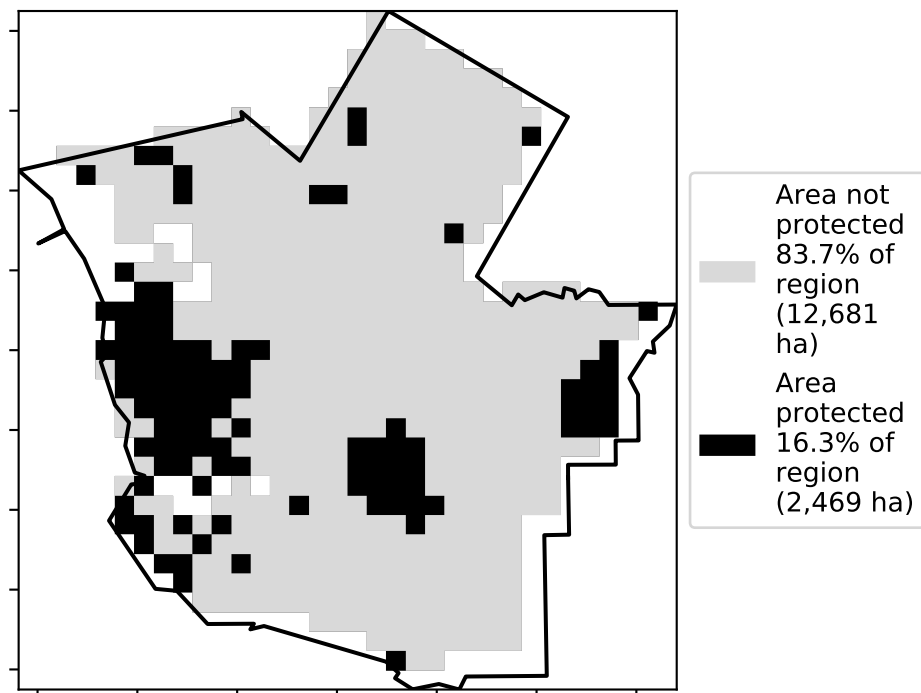 Area not
protected
83.7% of
region
(12,681
ha)
Area
protected
16.3% of
region
(2,469 ha)